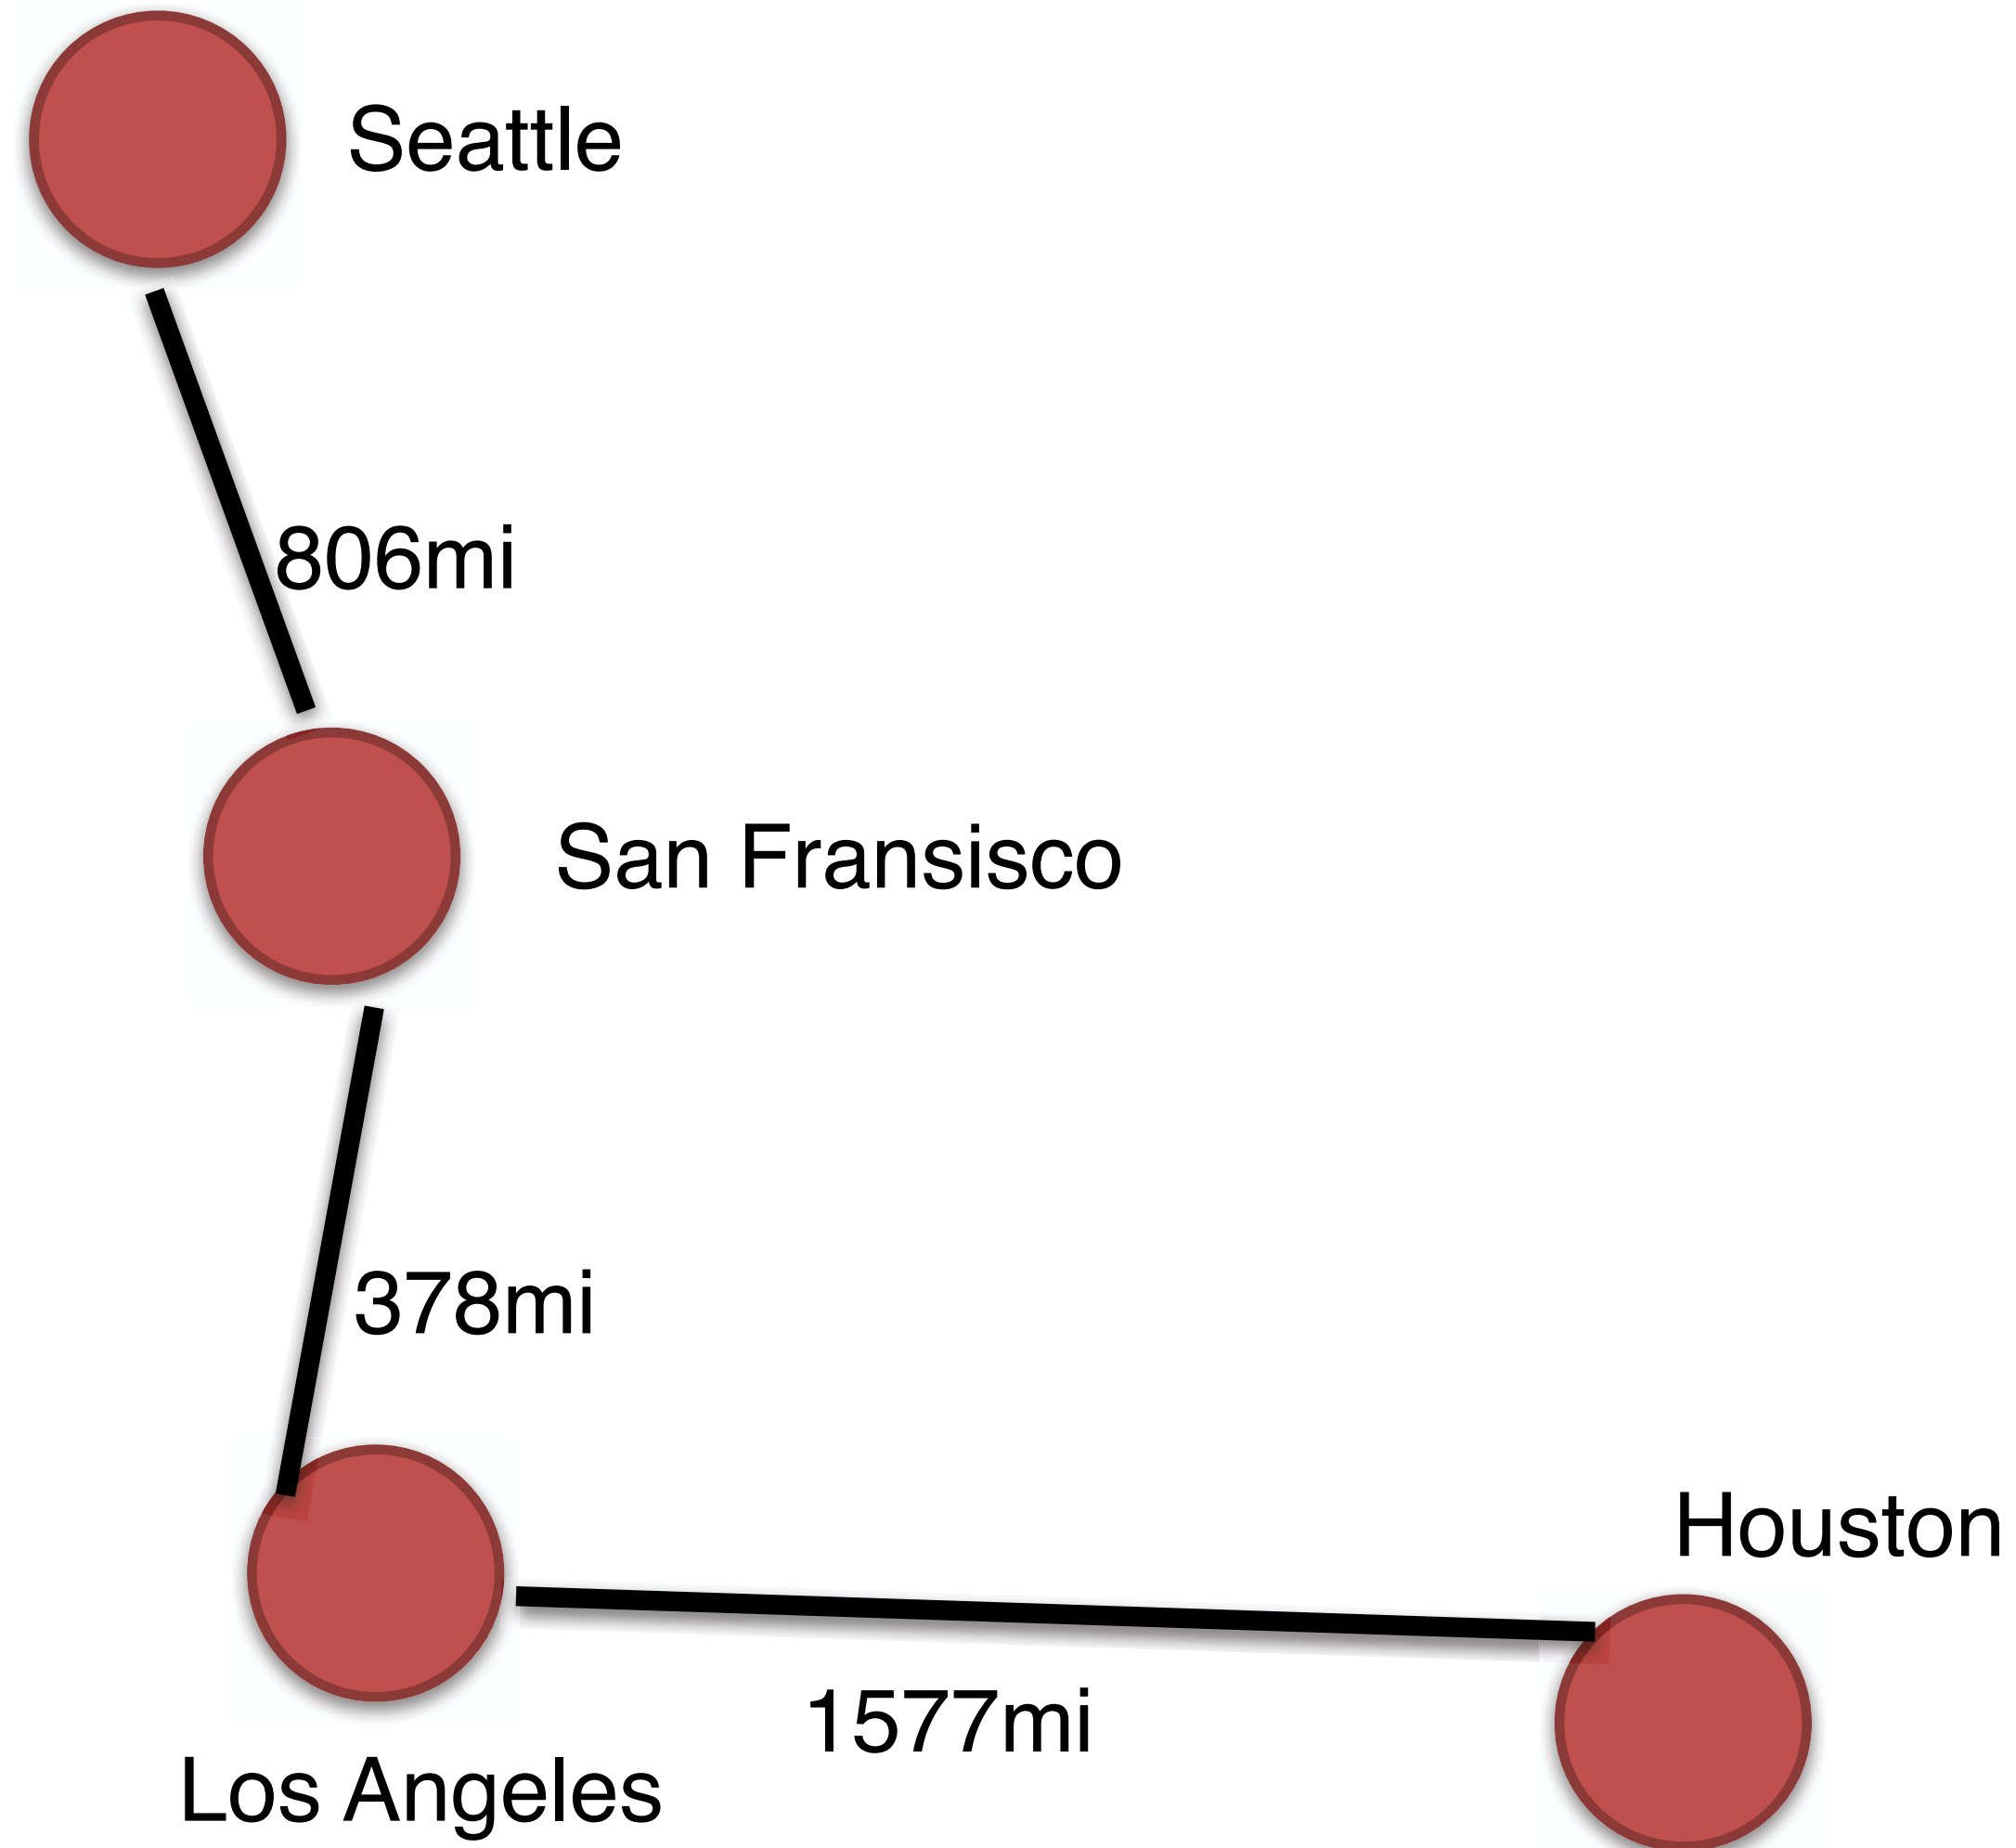 Seattle
806mi
San Fransisco
378mi
Houston
1577mi
Los Angeles